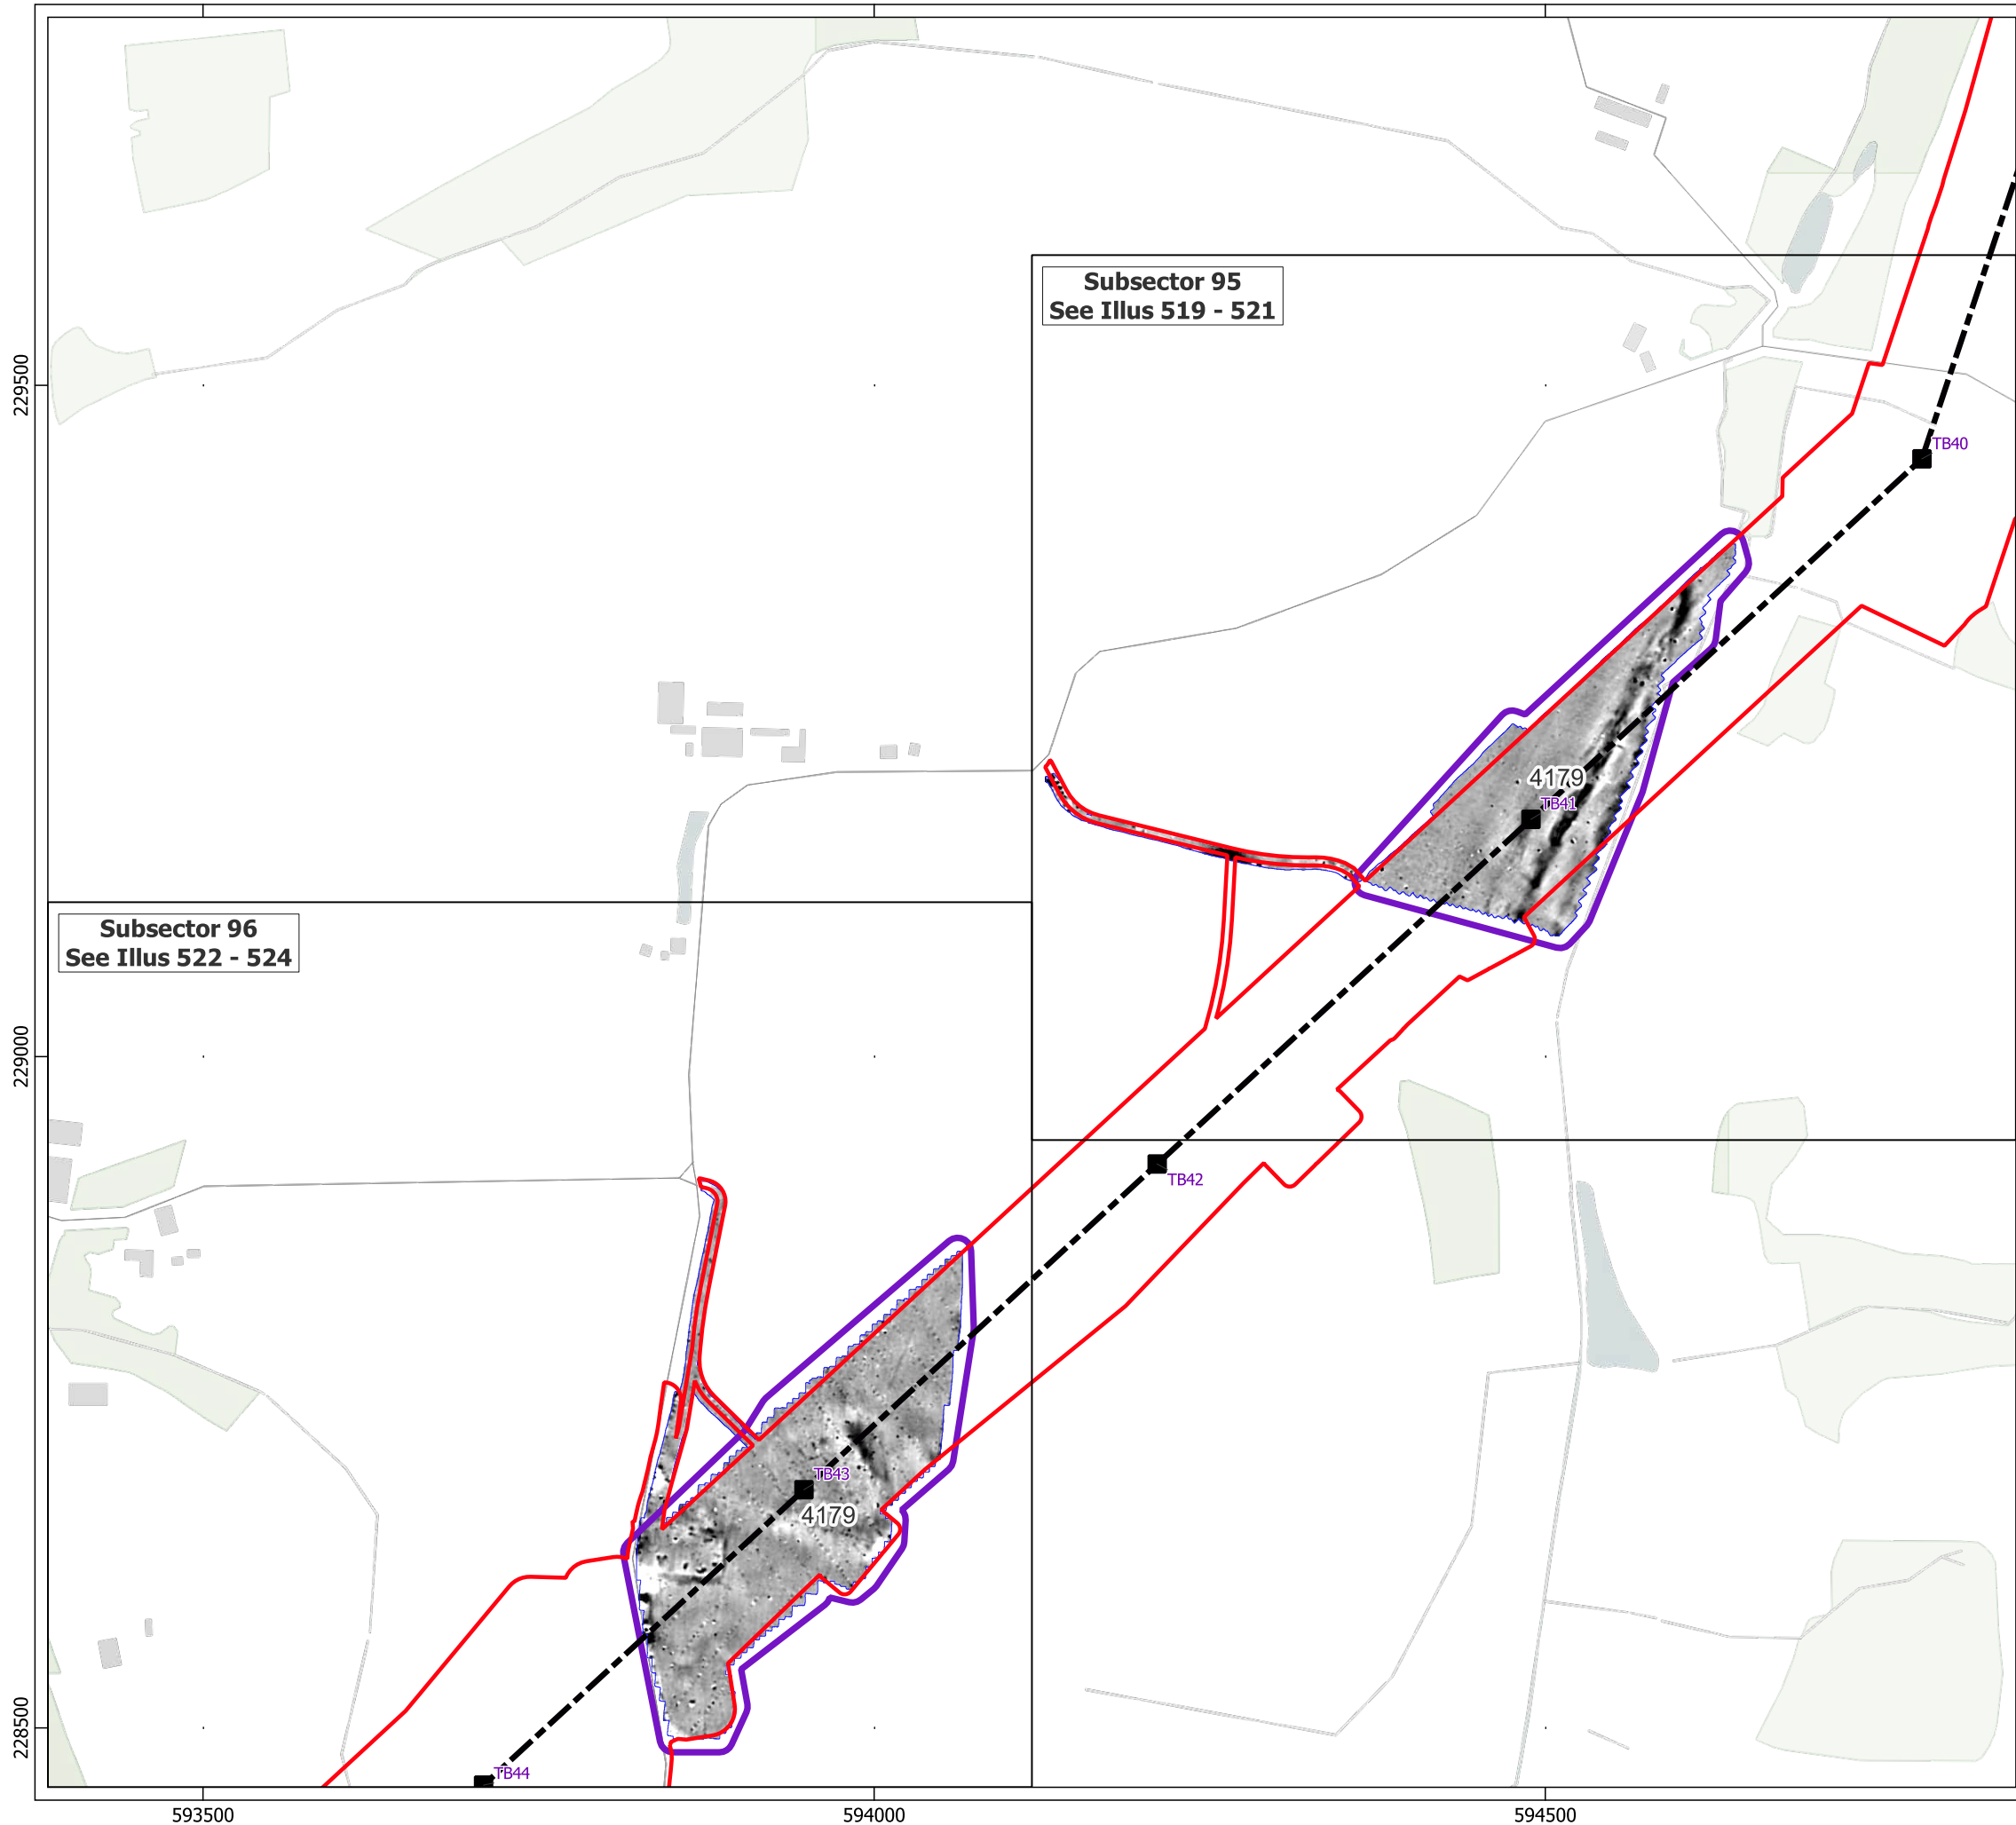 Subsector 95
See Illus 519 - 521
229500
TB40
4179
TB41
Subsector 96
See Illus 522 - 524
229000
TB42
TB43
4179
228500
TB44
593500
594000
594500